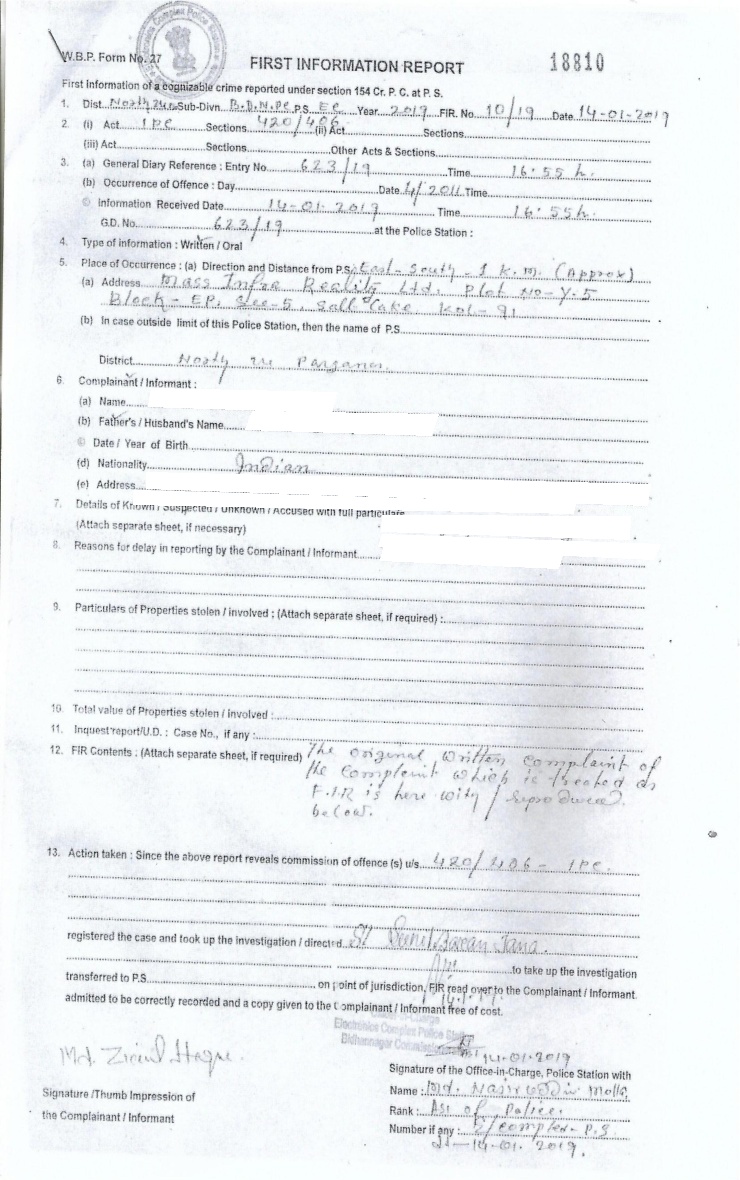 W.B.P. Form No. 27
FIRST INFORMATION REPORT
18810
First Information of a cognizable crime reported under section 154 Cr. P. C. at P. S.
1. Dist. North 24 Sub-Divn. B.D.N.PC P.S. EC Year 2019 FIR. No. 10/19 Date 14-01-2019
2. (i) Act IPC Sections 420/406 (ii) Act Sections
(iii) Act Sections Other Acts & Sections
3. (a) General Diary Reference : Entry No. 623/19 Time 16:55 h.
(b) Occurrence of Offence : Day Date 4/2011 Time
Information Received Date 14-01-2019 Time 16:55h.
G.D. No. 623/19 at the Police Station :
4. Type of information : Written / Oral
5. Place of Occurrence : (a) Direction and Distance from P.S. East-South-1 K.m. (Approx)
(a) Address Mass Infra Reality Ltd. Plot No-Y-5
Block-EP, Sec-5, Salt Lake KOL-91
(b) In case outside limit of this Police Station, then the name of P.S.
District North Parganas
6. Complainant / Informant :
(a) Name
(b) Father's / Husband's Name
Date / Year of Birth
(d) Nationality Indian
(e) Address
7. Details of Known / Suspected / Unknown / Accused with full particulars
(Attach separate sheet, if necessary)
8. Reasons for delay in reporting by the Complainant / Informant
9. Particulars of Properties stolen / involved ; (Attach separate sheet, if required) :
10. Total value of Properties stolen / involved :
11. Inquest report/U.D. : Case No., if any :
12. FIR Contents : (Attach separate sheet, if required) The original written complaint of
the complaint which is treated as
F.I.R is here with / reproduced
below.
13. Action taken : Since the above report reveals commission of offence (s) u/s. 420/406 - IPC.
registered the case and took up the investigation / directed SI Jana
to take up the investigation
transferred to P.S. on point of jurisdiction, FIR read over to the Complainant / Informant
admitted to be correctly recorded and a copy given to the Complainant / Informant free of cost.
Electronics Complex Police
Bidhannagar
14-01-2019
Md. Haque.
Signature of the Office-in-Charge, Police Station with
Name : Md. Nasiruddin Molla
Signature /Thumb Impression of
the Complainant / Informant
Rank : ASI of Police
Number if any : E/complex-P.S
14-01-2019.